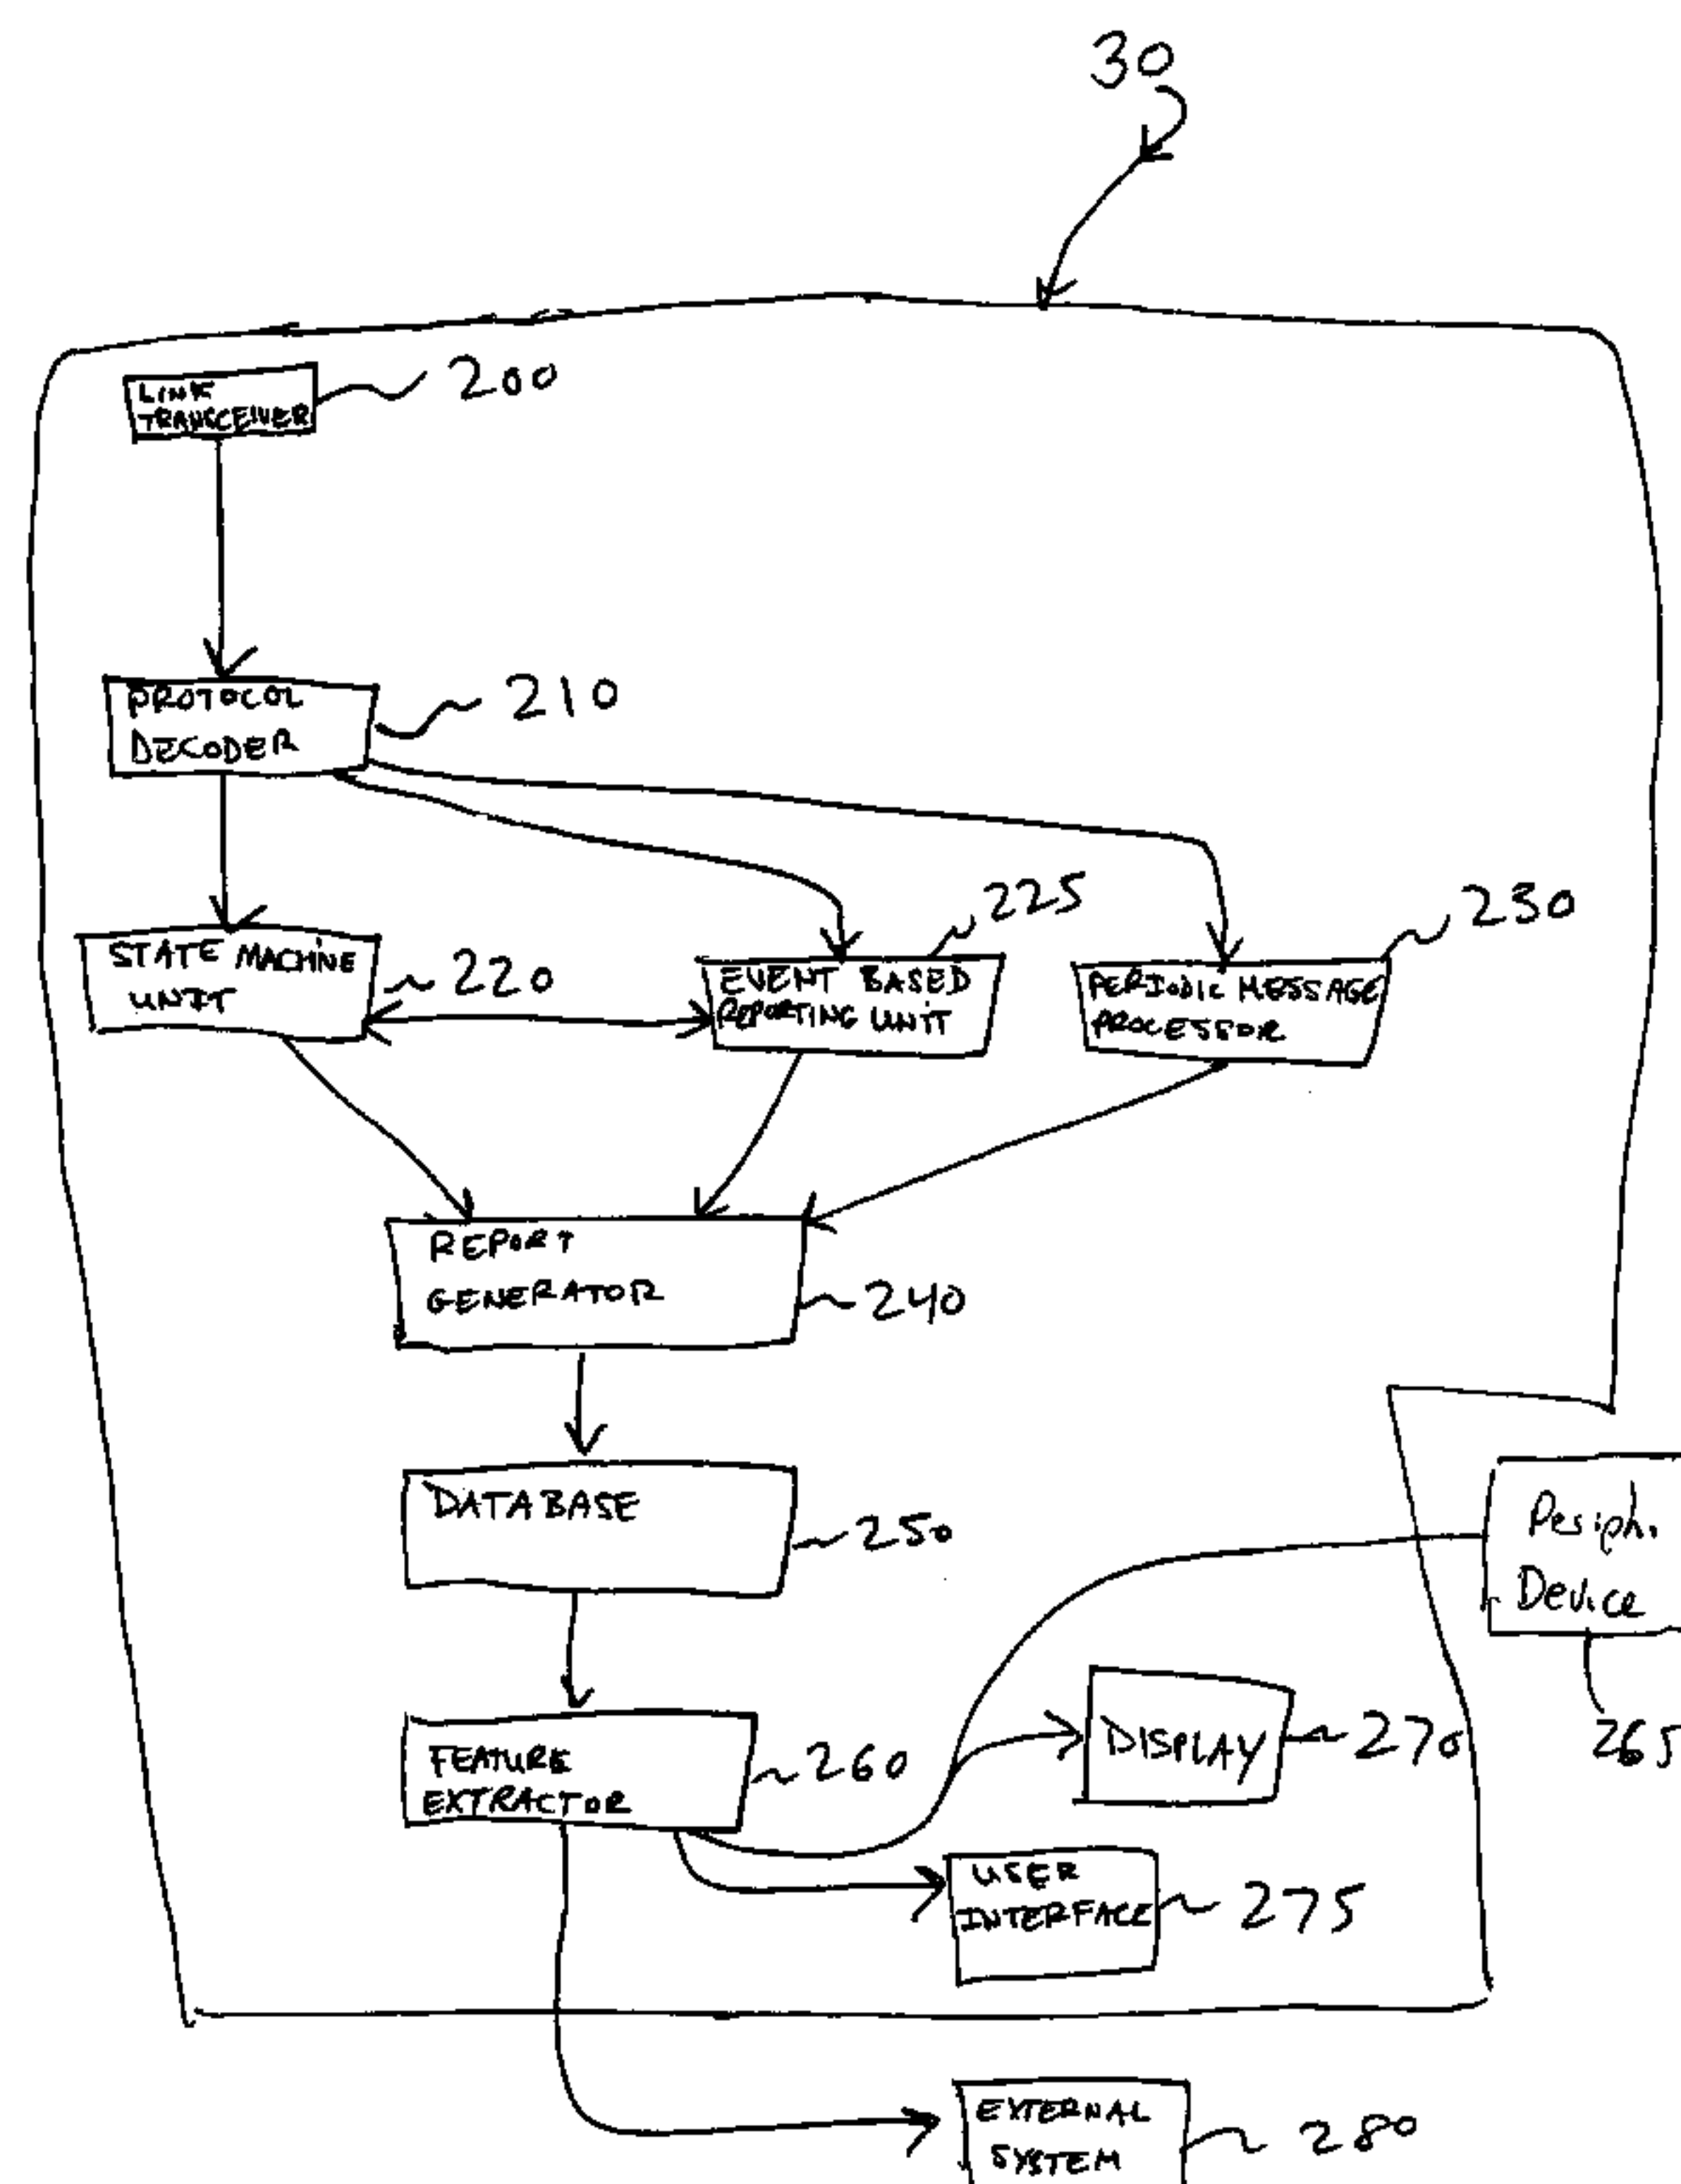 30
LINK
TRANSCEIVER
200
PROTOCOL
DECODER
210
STATE MACHINE
UNIT
220
EVENT BASED
REPORTING UNIT
225
PERIODIC MESSAGE
PROCESSOR
230
REPORT
GENERATOR
240
DATABASE
250
Periph.
Device
265
FEATURE
EXTRACTOR
260
DISPLAY
270
USER
INTERFACE
275
EXTERNAL
SYSTEM
280